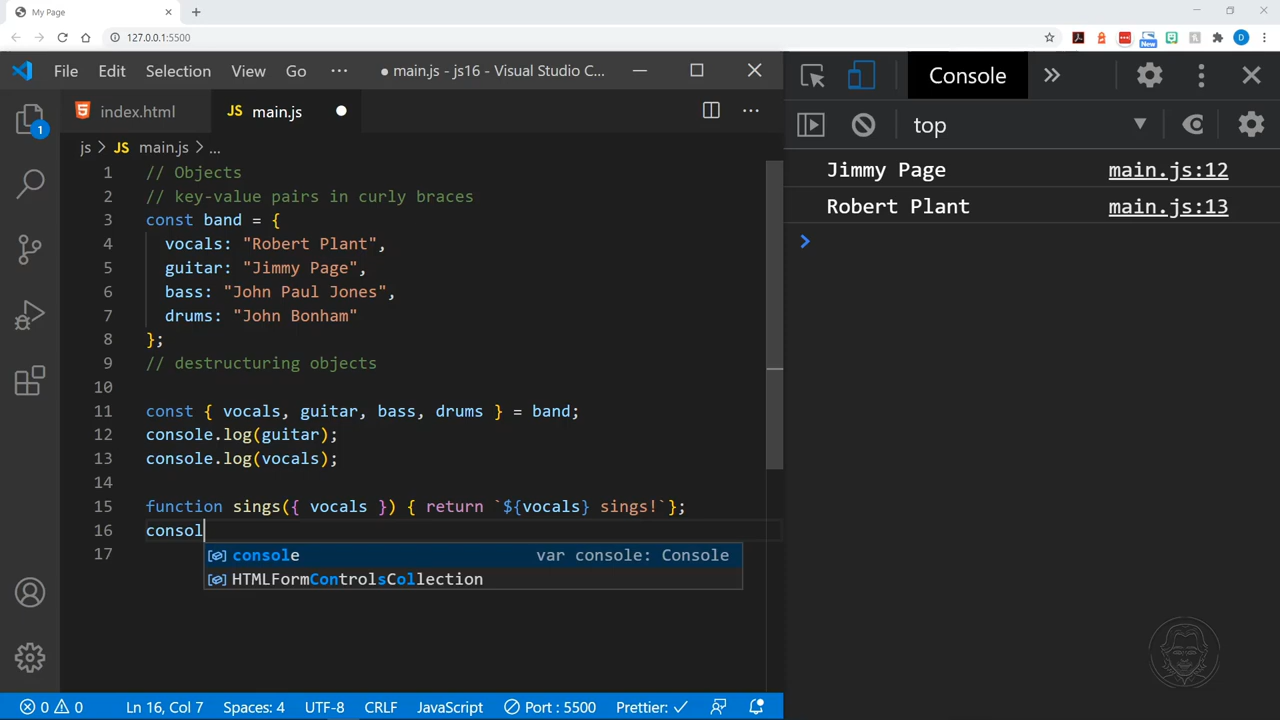 My Page
127.0.0.1:5500
New
D
File Edit Selection View Go ··· ● main.js - js16 - Visual Studio C...
index.html JS main.js ●
js > JS main.js > ...
1 // Objects
2 // key-value pairs in curly braces
3 const band = {
4 vocals: "Robert Plant",
5 guitar: "Jimmy Page",
6 bass: "John Paul Jones",
7 drums: "John Bonham"
8 };
9 // destructuring objects
10
11 const { vocals, guitar, bass, drums } = band;
12 console.log(guitar);
13 console.log(vocals);
14
15 function sings({ vocals }) { return `${vocals} sings!`};
16 consol
console var console: Console
HTMLFormControlsCollection
17
1
0 0 Ln 16, Col 7 Spaces: 4 UTF-8 CRLF JavaScript Port : 5500 Prettier: ✓
Console »
top
Jimmy Page main.js:12
Robert Plant main.js:13
>